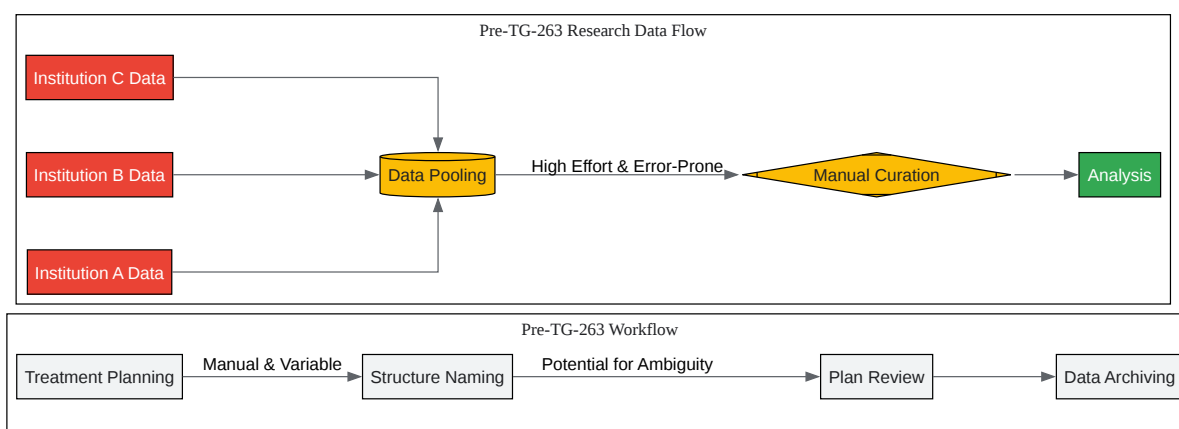 Pre-TG-263 Research Data Flow
Institution C Data
Institution B Data
Data Pooling
High Effort & Error-Prone
Manual Curation
Analysis
Institution A Data
Pre-TG-263 Workflow
Treatment Planning
Manual & Variable
Structure Naming
Potential for Ambiguity
Plan Review
Data Archiving